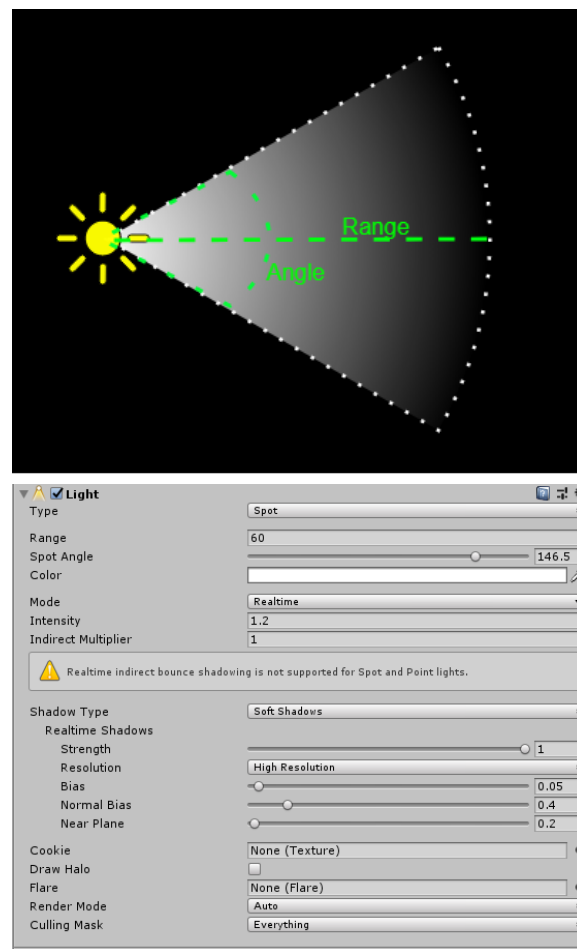 Range
Angle
Light
Type Spot
Range 60
Spot Angle 146.5
Color
Mode Realtime
Intensity 1.2
Indirect Multiplier 1
Realtime indirect bounce shadowing is not supported for Spot and Point lights.
Shadow Type Soft Shadows
Realtime Shadows
Strength 1
Resolution High Resolution
Bias 0.05
Normal Bias 0.4
Near Plane 0.2
Cookie None (Texture)
Draw Halo
Flare None (Flare)
Render Mode Auto
Culling Mask Everything